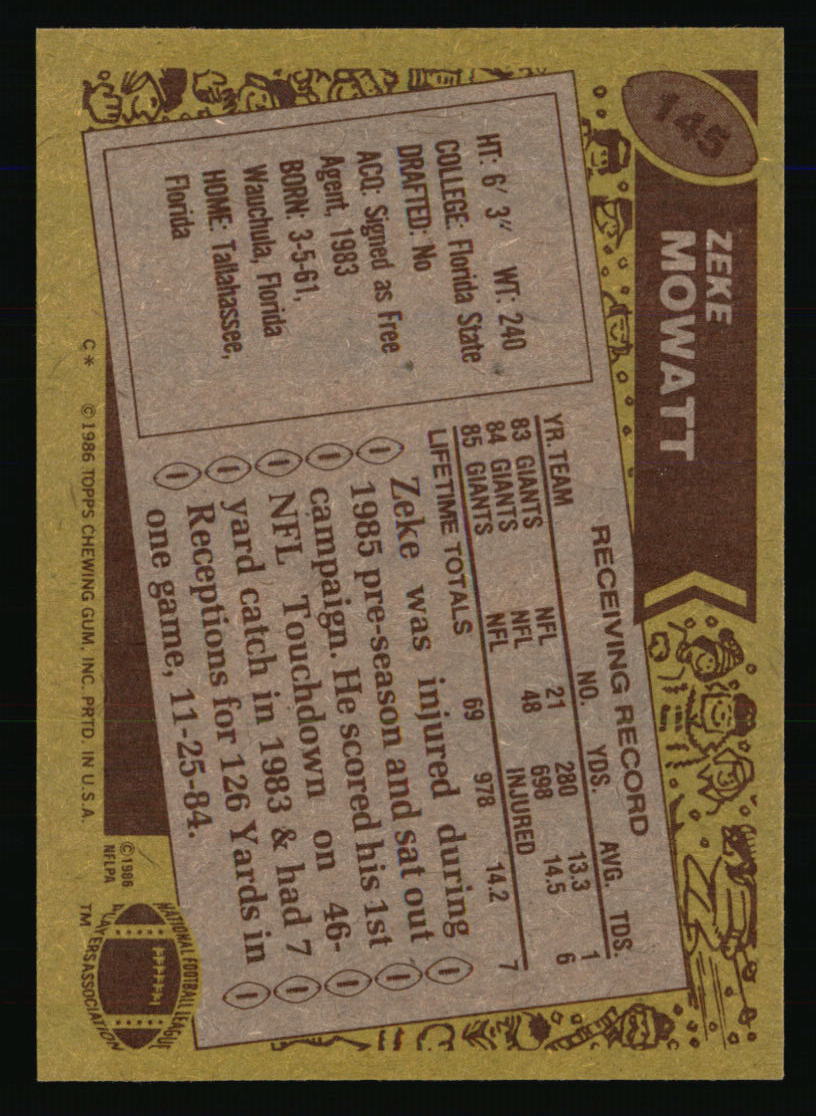 145
ZEKE
MOWATT
HT: 6′ 3″ WT: 240
COLLEGE: Florida State
DRAFTED: No
ACQ: Signed as Free
Agent, 1983
BORN: 3-5-61,
Wauchula, Florida
HOME: Tallahassee,
Florida
RECEIVING RECORD
YR. TEAM NO. YDS. AVG. TDS.
83 GIANTS NFL 21 280 13.3 1
84 GIANTS NFL 48 698 14.5 6
85 GIANTS NFL INJURED
LIFETIME TOTALS 69 978 14.2 7
Zeke was injured during
1985 pre-season and sat out
campaign. He scored his 1st
NFL Touchdown on 46-
yard catch in 1983 & had 7
Receptions for 126 Yards in
one game, 11-25-84.
C* ©1986 TOPPS CHEWING GUM, INC. PRTD. IN U.S.A.
©1986
NFLPA
NATIONAL FOOTBALL LEAGUE
PLAYERS ASSOCIATION
TM